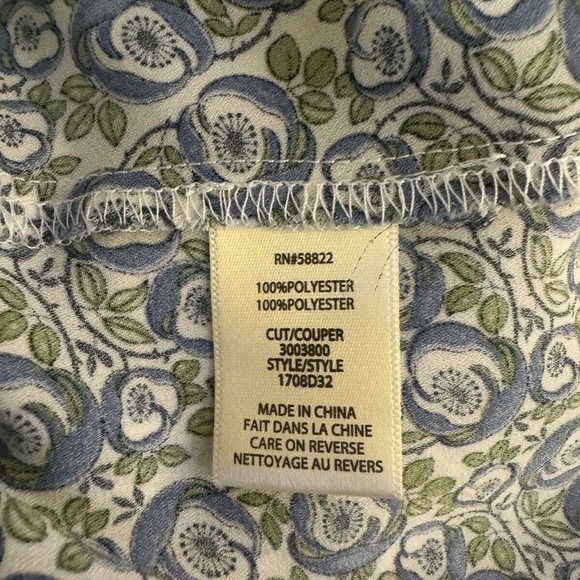 RN#58822
100%POLYESTER
100%POLYESTER
CUT/COUPER
3003800
STYLE/STYLE
1708D32
MADE IN CHINA
FAIT DANS LA CHINE
CARE ON REVERSE
NETTOYAGE AU REVERS